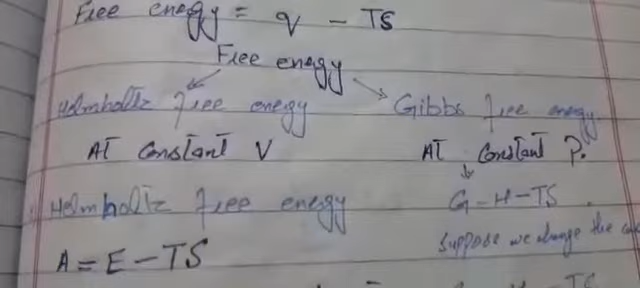 Free energy = q - TS
Free energy
Helmholtz free energy Gibbs free energy
AT Constant V AT Constant P.
Helmholtz free energy G-H-TS.
Suppose we change the
A = E - TS
TS